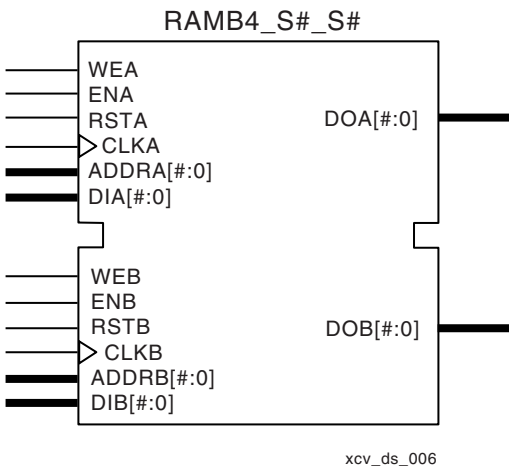 RAMB4_S#_S#
WEA
ENA
RSTA
CLKA
ADDRA[#:0]
DIA[#:0]
DOA[#:0]
WEB
ENB
RSTB
CLKB
ADDRB[#:0]
DIB[#:0]
DOB[#:0]
xcv_ds_006